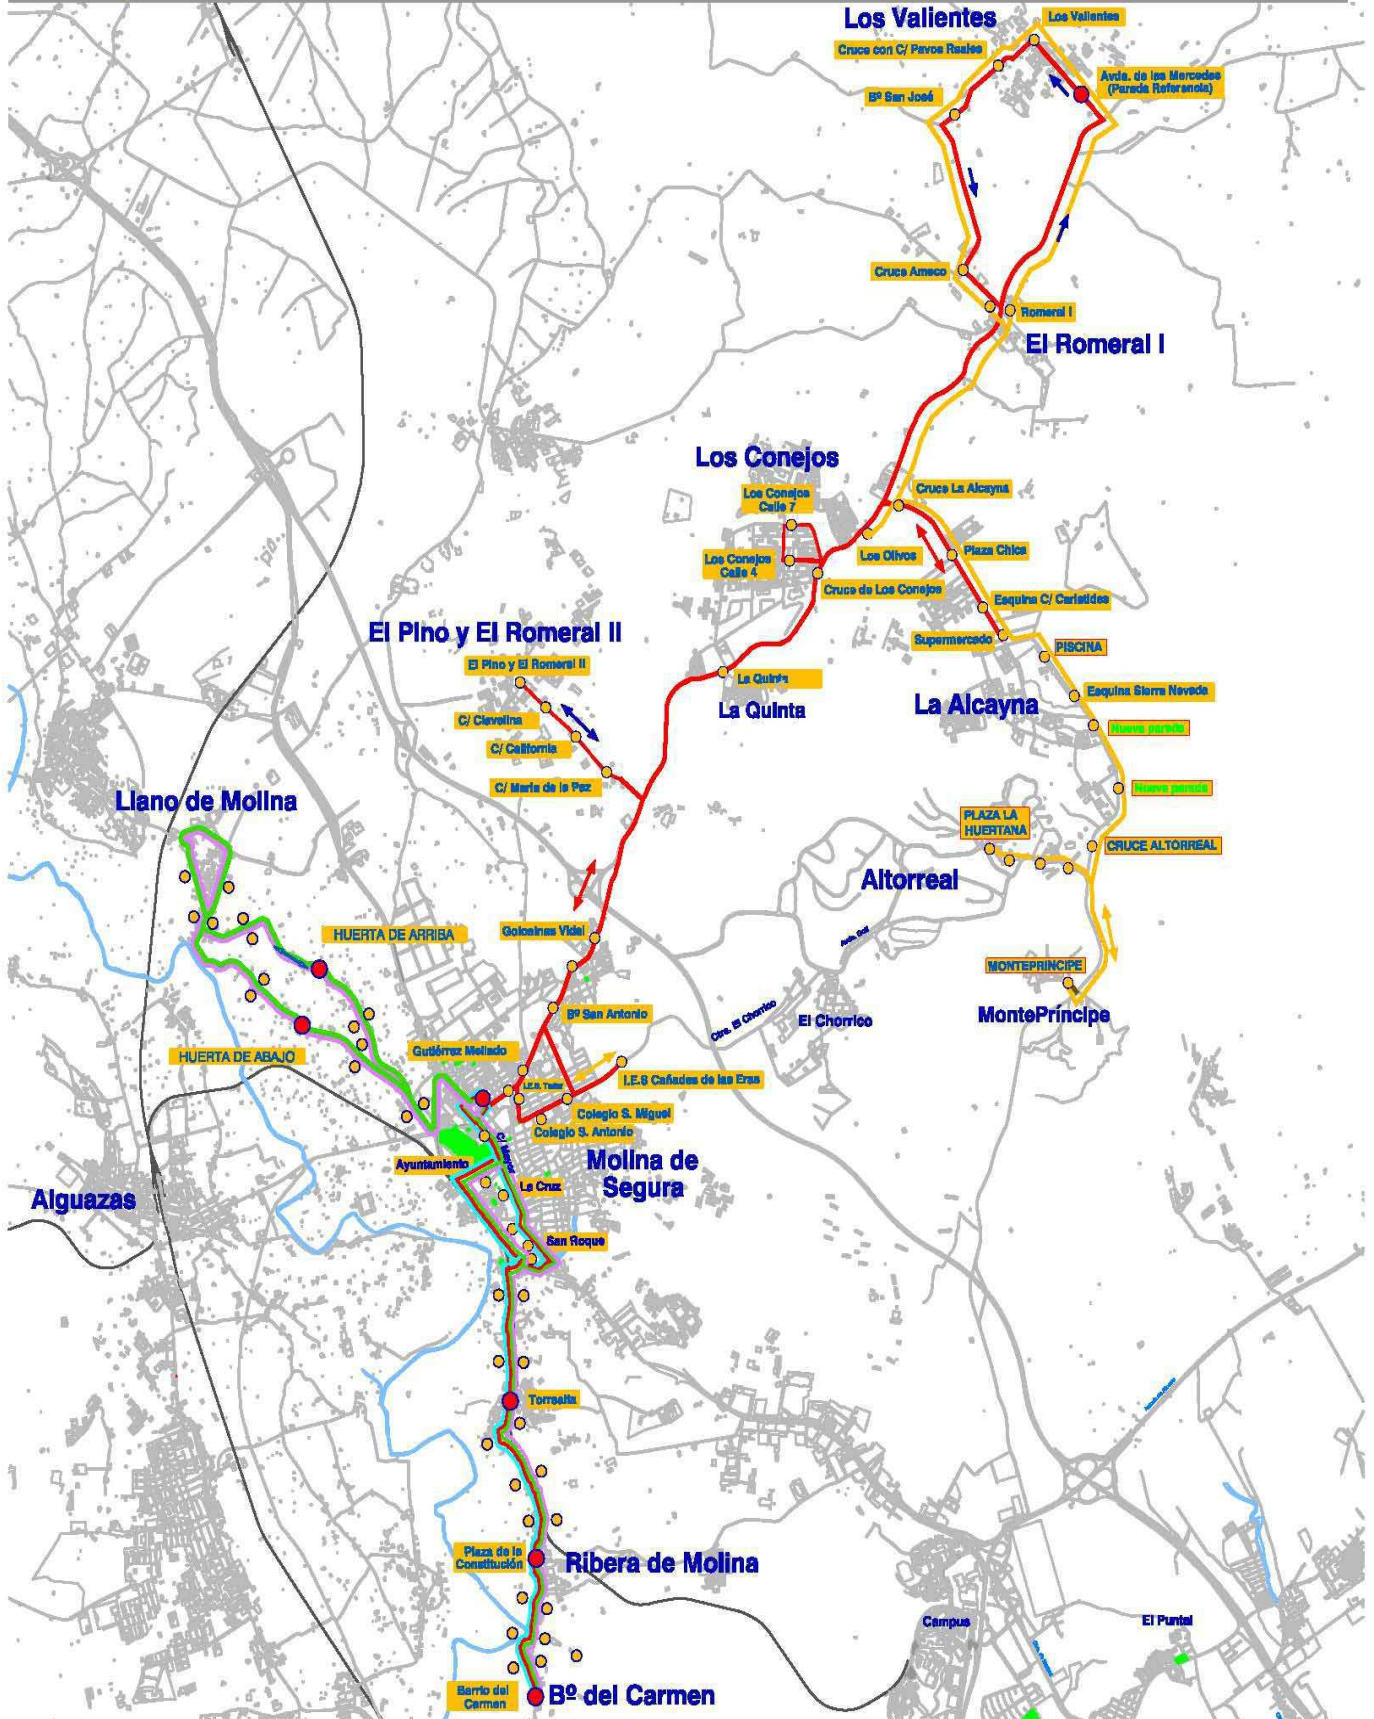 Los Valientes
Los Valientes
Cruce con C/ Pavos Reales
Avda. de las Mercedes
(Parada Referencia)
Bº San José
Cruce Ameco
Romeral I
El Romeral I
Los Conejos
Los Conejos
Calle 7
Cruce La Alcayna
Los Conejos
Calle 4
Los Olivos
Plaza Chica
Cruce de Los Conejos
Esquina C/ Cariatides
El Pino y El Romeral II
Supermercado
PISCINA
El Pino y El Romeral II
La Quinta
Esquina Sierra Nevada
La Quinta
La Alcayna
C/ Clavelina
Nueva parada
C/ California
C/ Maria de la Paz
Nueva parada
Llano de Molina
PLAZA LA
HUERTANA
CRUCE ALTORREAL
Altorreal
HUERTA DE ARRIBA
Golosinas Vidal
Avda. Golf
MONTEPRINCIPE
Bº San Antonio
Ctra. El Chorrico
El Chorrico
MontePríncipe
HUERTA DE ABAJO
Gutiérrez Mellado
I.E.S Cañadas de las Eras
Colegio S. Miguel
Colegio S. Antonio
C/ Mayor
Ayuntamiento
Molina de
Segura
La Cruz
Alguazas
San Roque
Torrealta
Plaza de la
Constitución
Ribera de Molina
Campus
El Puntal
Barrio del
Carmen
Bº del Carmen